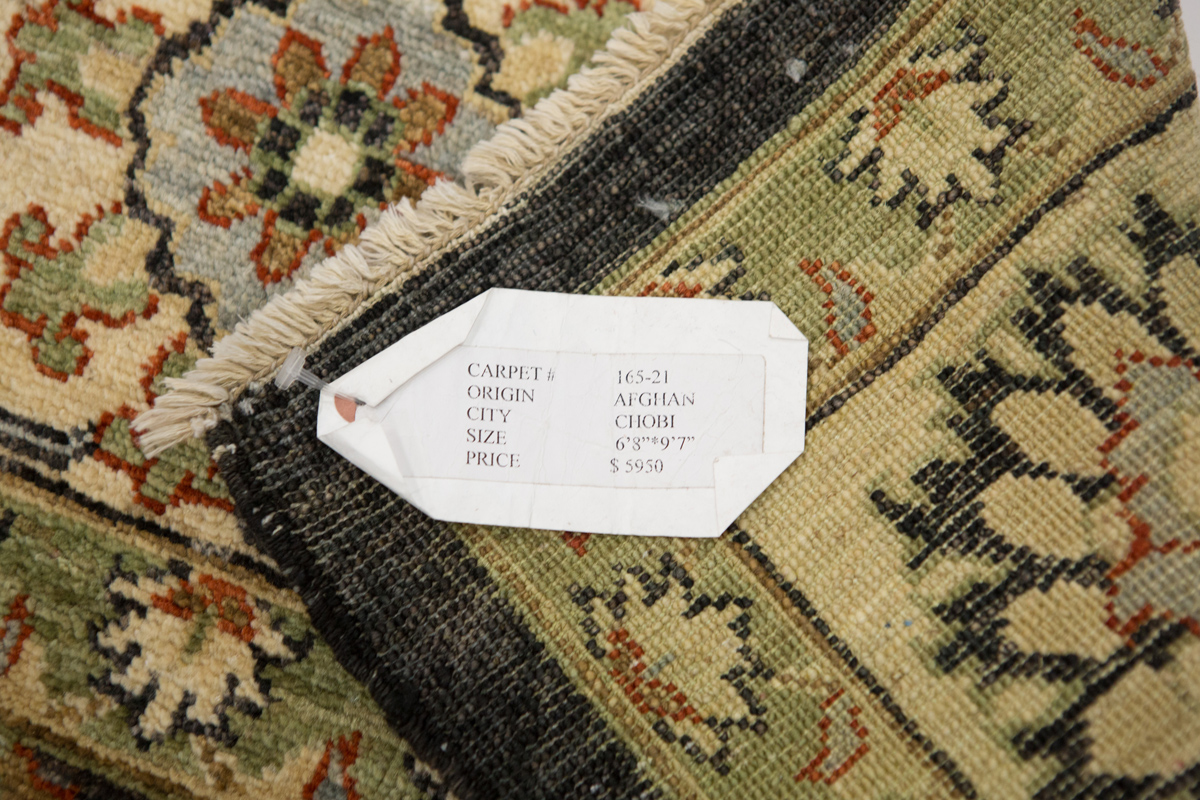 CARPET # 165-21
ORIGIN AFGHAN
CITY CHOBI
SIZE 6'8"*9'7"
PRICE $ 5950